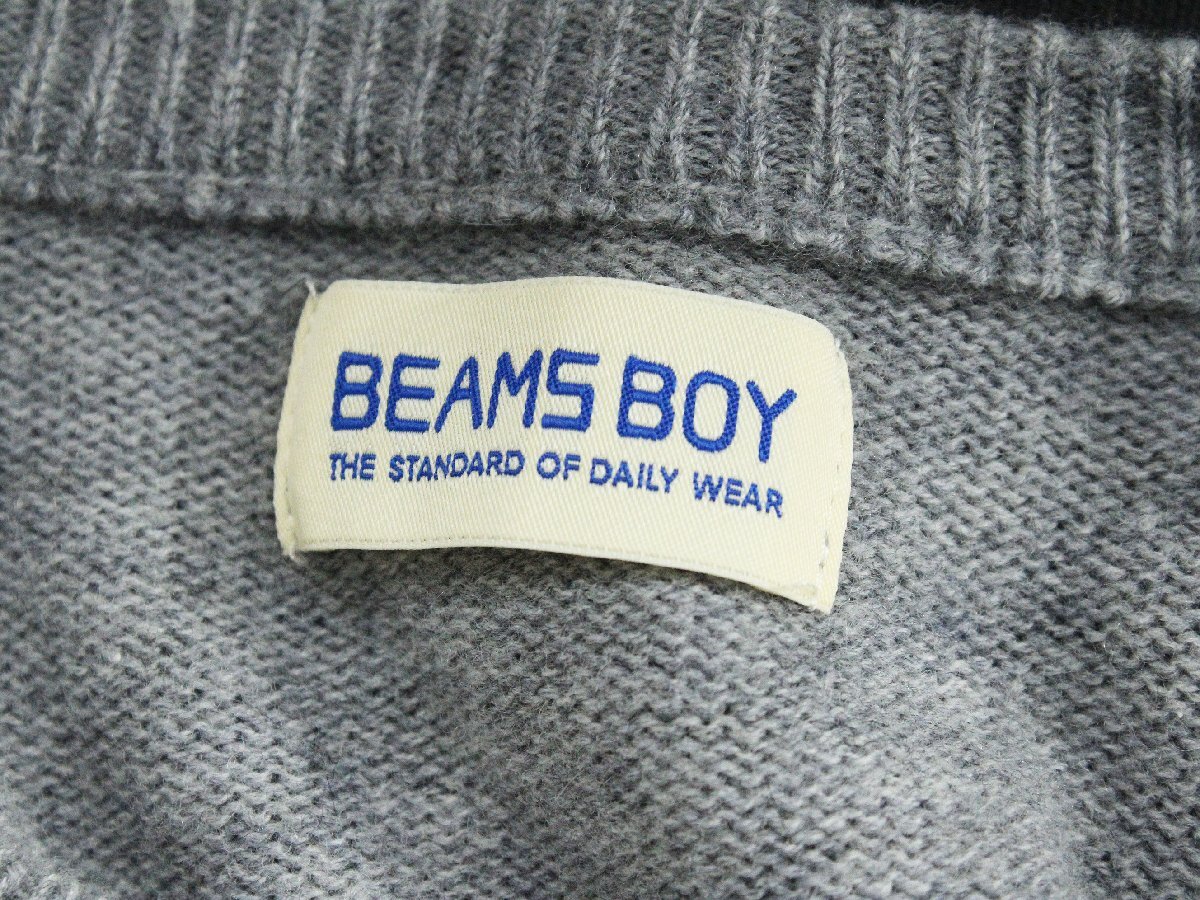 BEAMS BOY
THE STANDARD OF DAILY WEAR